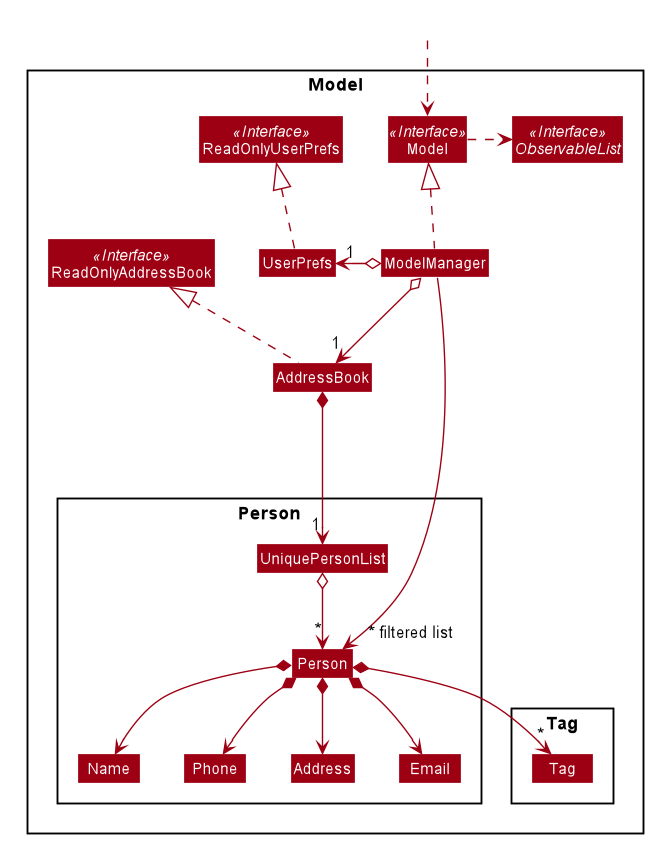 Model
«Interface»
ReadOnlyUserPrefs
«Interface»
Model
«Interface»
ObservableList
«Interface»
ReadOnlyAddressBook
UserPrefs
1
ModelManager
1
AddressBook
Person
1
UniquePersonList
*
* filtered list
Person
Tag
*
Name
Phone
Address
Email
Tag